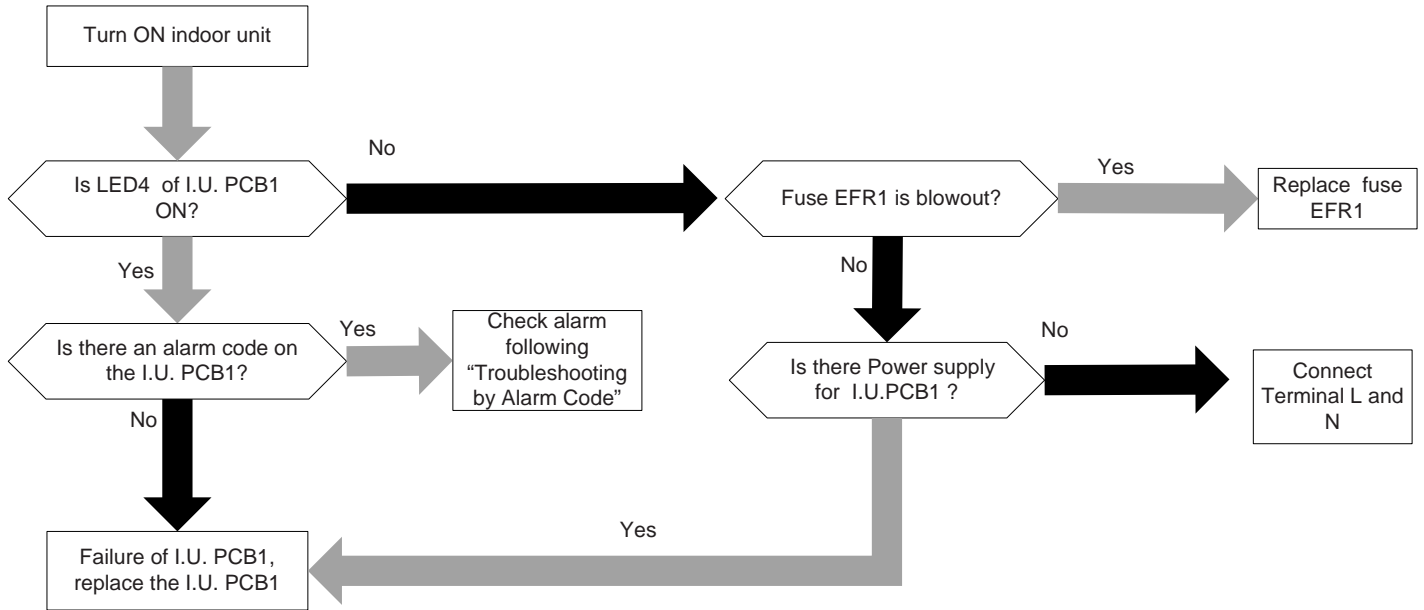 Turn ON indoor unit
No
Is LED4 of I.U. PCB1
ON?
Fuse EFR1 is blowout?
Yes
Replace fuse
EFR1
Yes
No
Is there an alarm code on
the I.U. PCB1?
Yes
Check alarm
following
“Troubleshooting
by Alarm Code”
Is there Power supply
for I.U.PCB1 ?
No
Connect
Terminal L and
N
No
Yes
Failure of I.U. PCB1,
replace the I.U. PCB1